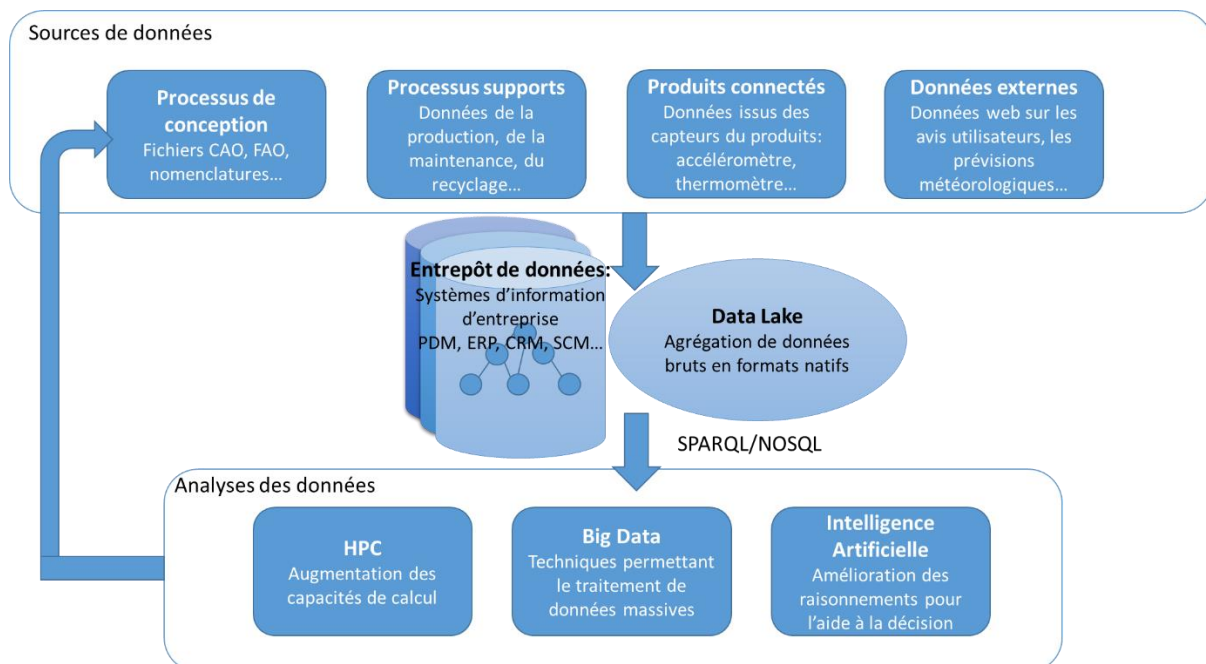 Sources de données
Processus de
conception
Fichiers CAO, FAO,
nomenclatures…
Processus supports
Données de la
production, de la
maintenance, du
recyclage…
Produits connectés
Données issus des
capteurs du produits:
accéléromètre,
thermomètre…
Données externes
Données web sur les
avis utilisateurs, les
prévisions
météorologiques…
Entrepôt de données:
Systèmes d'information
d'entreprise
PDM, ERP, CRM, SCM…
Data Lake
Agrégation de données
bruts en formats natifs
SPARQL/NOSQL
Analyses des données
HPC
Augmentation des
capacités de calcul
Big Data
Techniques permettant
le traitement de
données massives
Intelligence
Artificielle
Amélioration des
raisonnements pour
l'aide à la décision